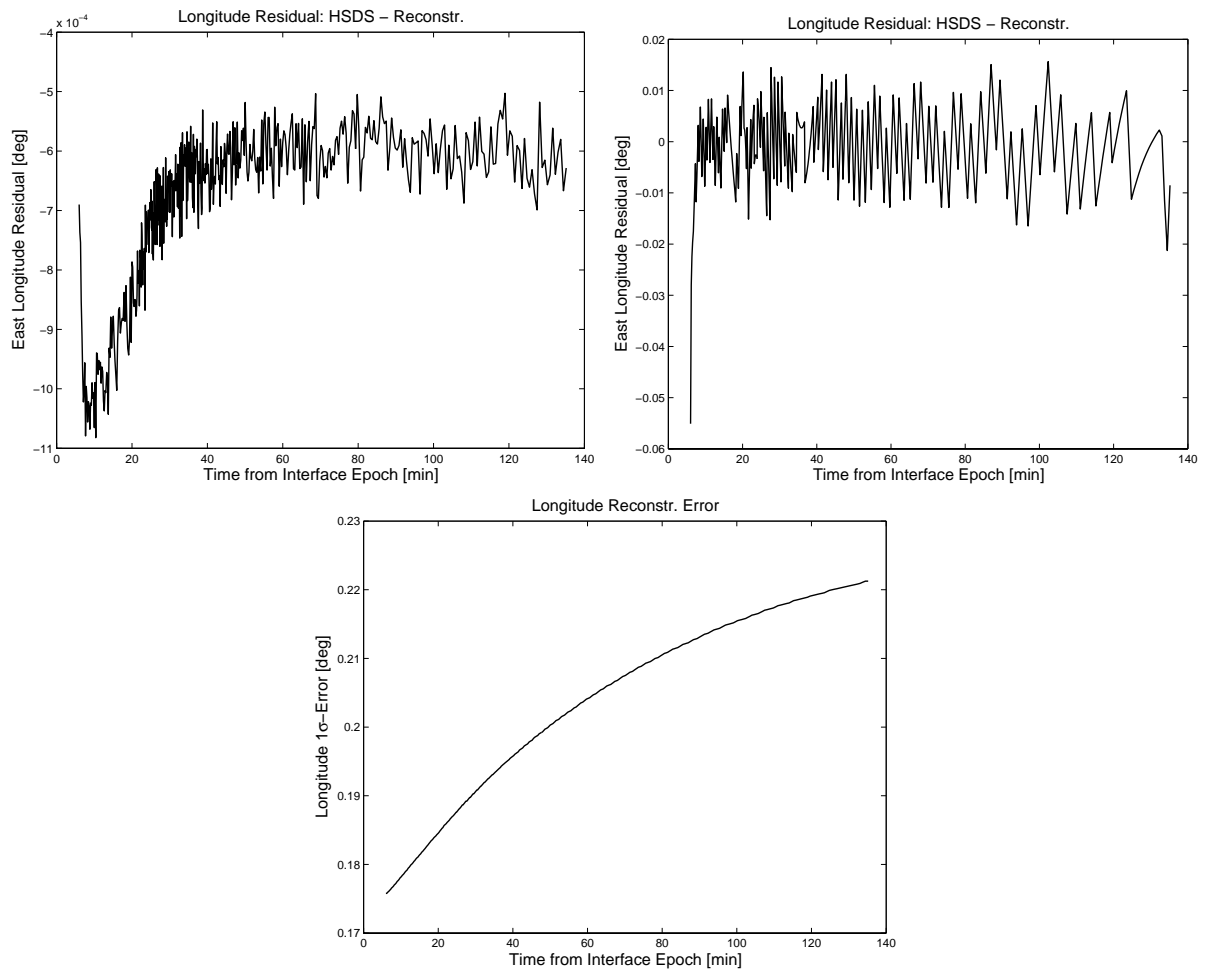 Longitude Residual: HSDS − Reconstr.
x 10⁻⁴
−4
−5
−6
−7
−8
−9
−10
−11
0 20 40 60 80 100 120 140
East Longitude Residual [deg]
Time from Interface Epoch [min]
Longitude Residual: HSDS − Reconstr.
0.02
0.01
0
−0.01
−0.02
−0.03
−0.04
−0.05
−0.06
0 20 40 60 80 100 120 140
East Longitude Residual [deg]
Time from Interface Epoch [min]
Longitude Reconstr. Error
0.23
0.22
0.21
0.2
0.19
0.18
0.17
0 20 40 60 80 100 120 140
Longitude 1σ−Error [deg]
Time from Interface Epoch [min]